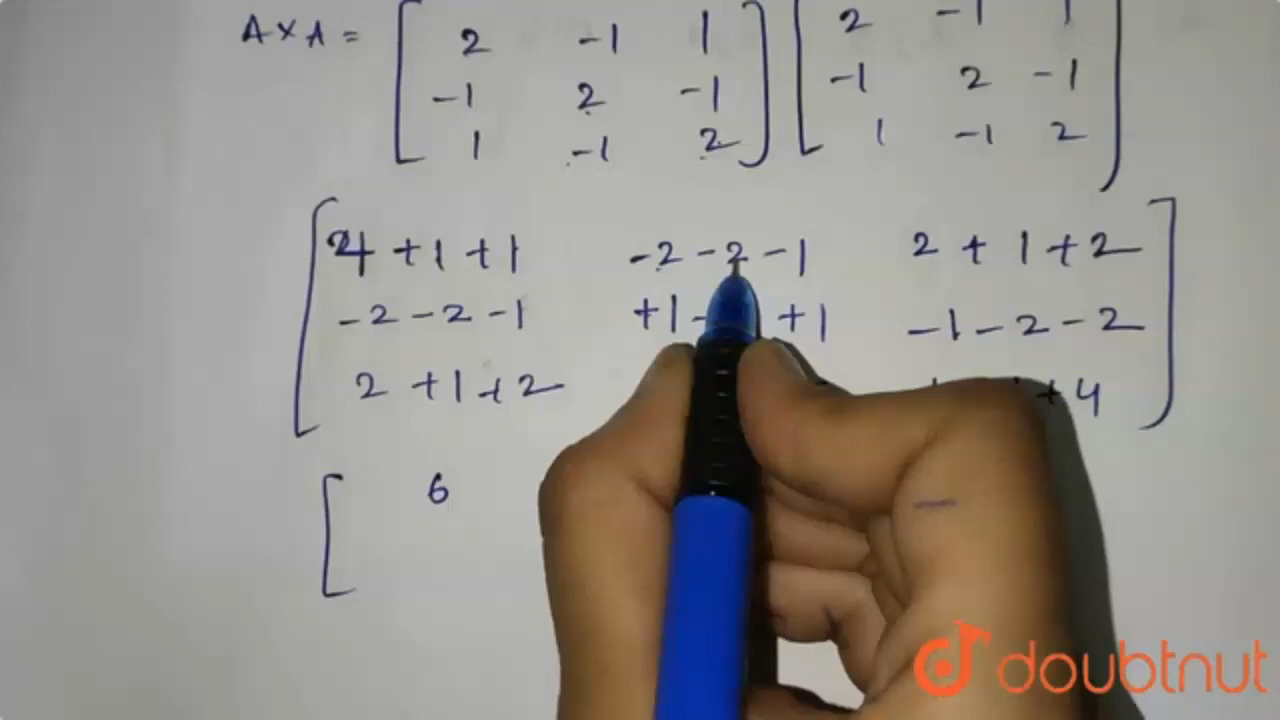 A × A = [ 2 -1 1 ] [ 2 -1 1 ]
-1 2 -1 -1 2 -1
1 -1 2 1 -1 2
[ 4 + 1 + 1 -2 - 2 - 1 2 + 1 + 2 ]
-2 - 2 - 1 +1 + 1 -1 - 2 - 2
2 + 1 + 2 + 4
[ 6
doubtnut